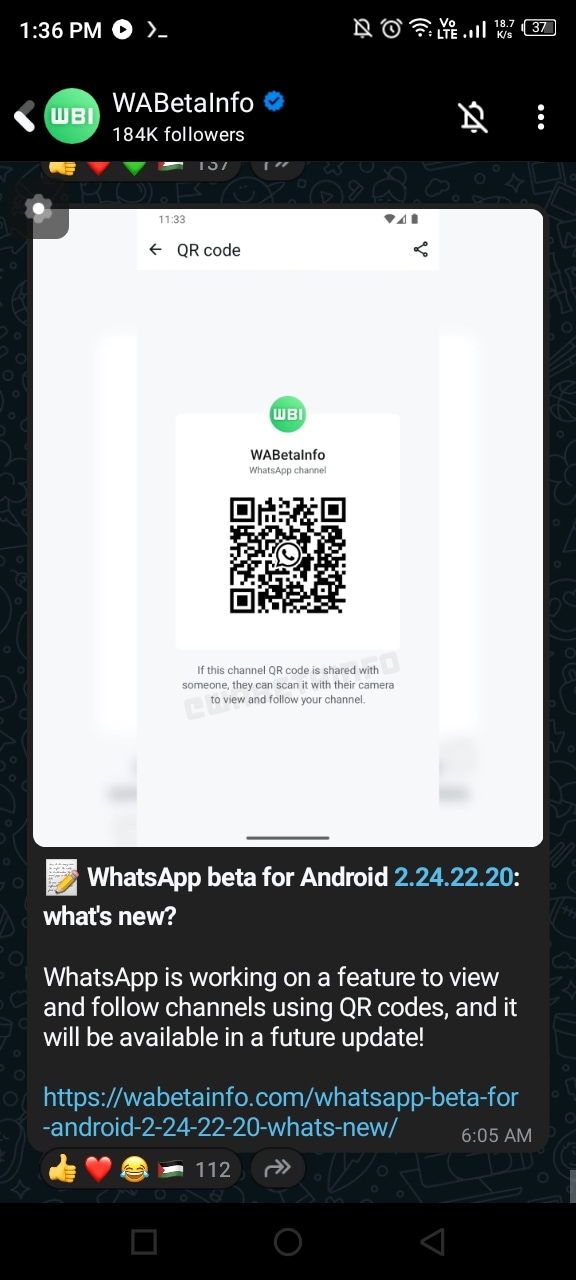 1:36 PM
Vo LTE
18.7 K/s
37
WBI
WABetaInfo
184K followers
137
11:33
QR code
WBI
WABetaInfo
WhatsApp channel
If this channel QR code is shared with
someone, they can scan it with their camera
to view and follow your channel.
📝 WhatsApp beta for Android 2.24.22.20:
what's new?
WhatsApp is working on a feature to view
and follow channels using QR codes, and it
will be available in a future update!
https://wabetainfo.com/whatsapp-beta-for
-android-2-24-22-20-whats-new/
6:05 AM
👍❤️😂🇵🇸 112